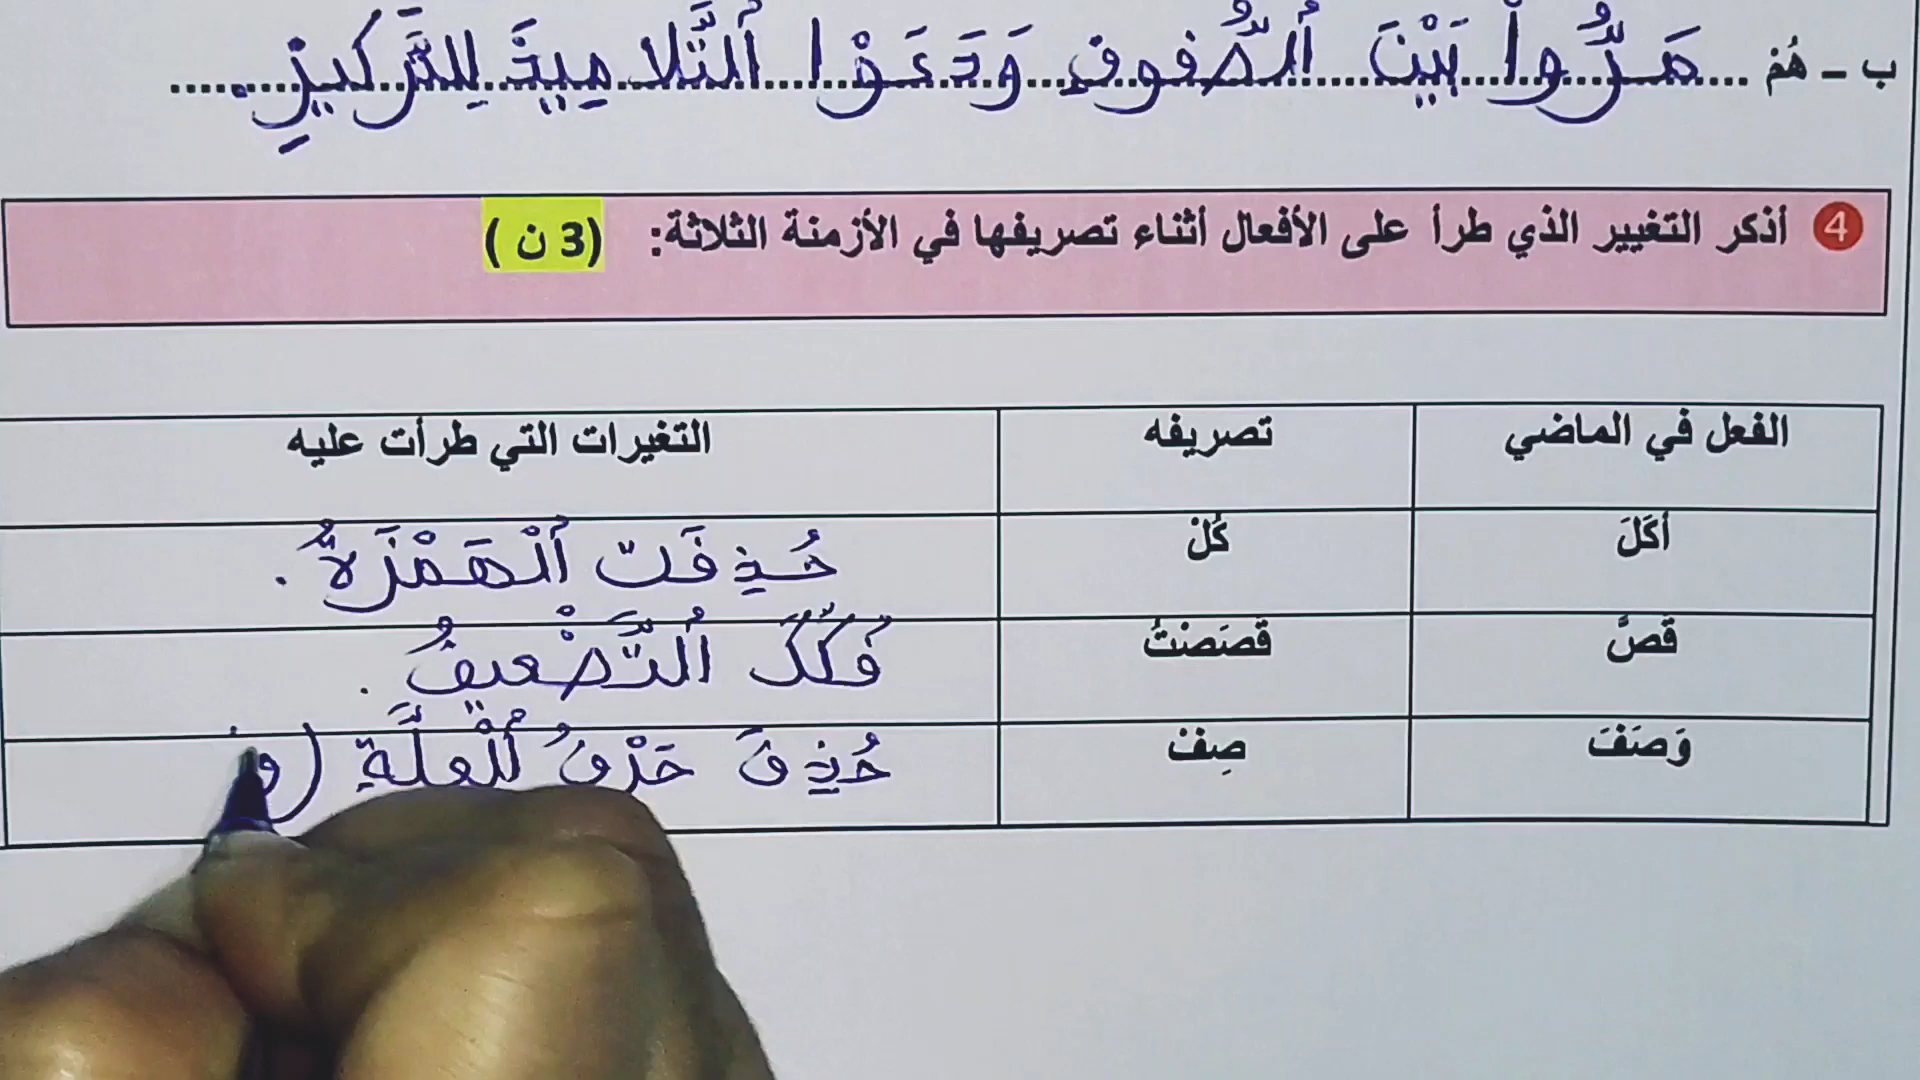 ب - هُمْ مَرُّوا بَيْنَ الصُّفُوفِ وَدَعَوْا التَّلَامِيذَ لِلتَّرْكِيزِ.
4 أذكر التغيير الذي طرأ على الأفعال أثناء تصريفها في الأزمنة الثلاثة: (3 ن)
الفعل في الماضي تصريفه التغيرات التي طرأت عليه
أَكَلَ كُلْ حُذِفَتْ الْهَمْزَةُ.
قَصَّ قَصَصْتُ فُكِّكَ التَّضْعِيفُ.
وَصَفَ صِفْ حُذِفَ حَرْفُ الْعِلَّةِ (و